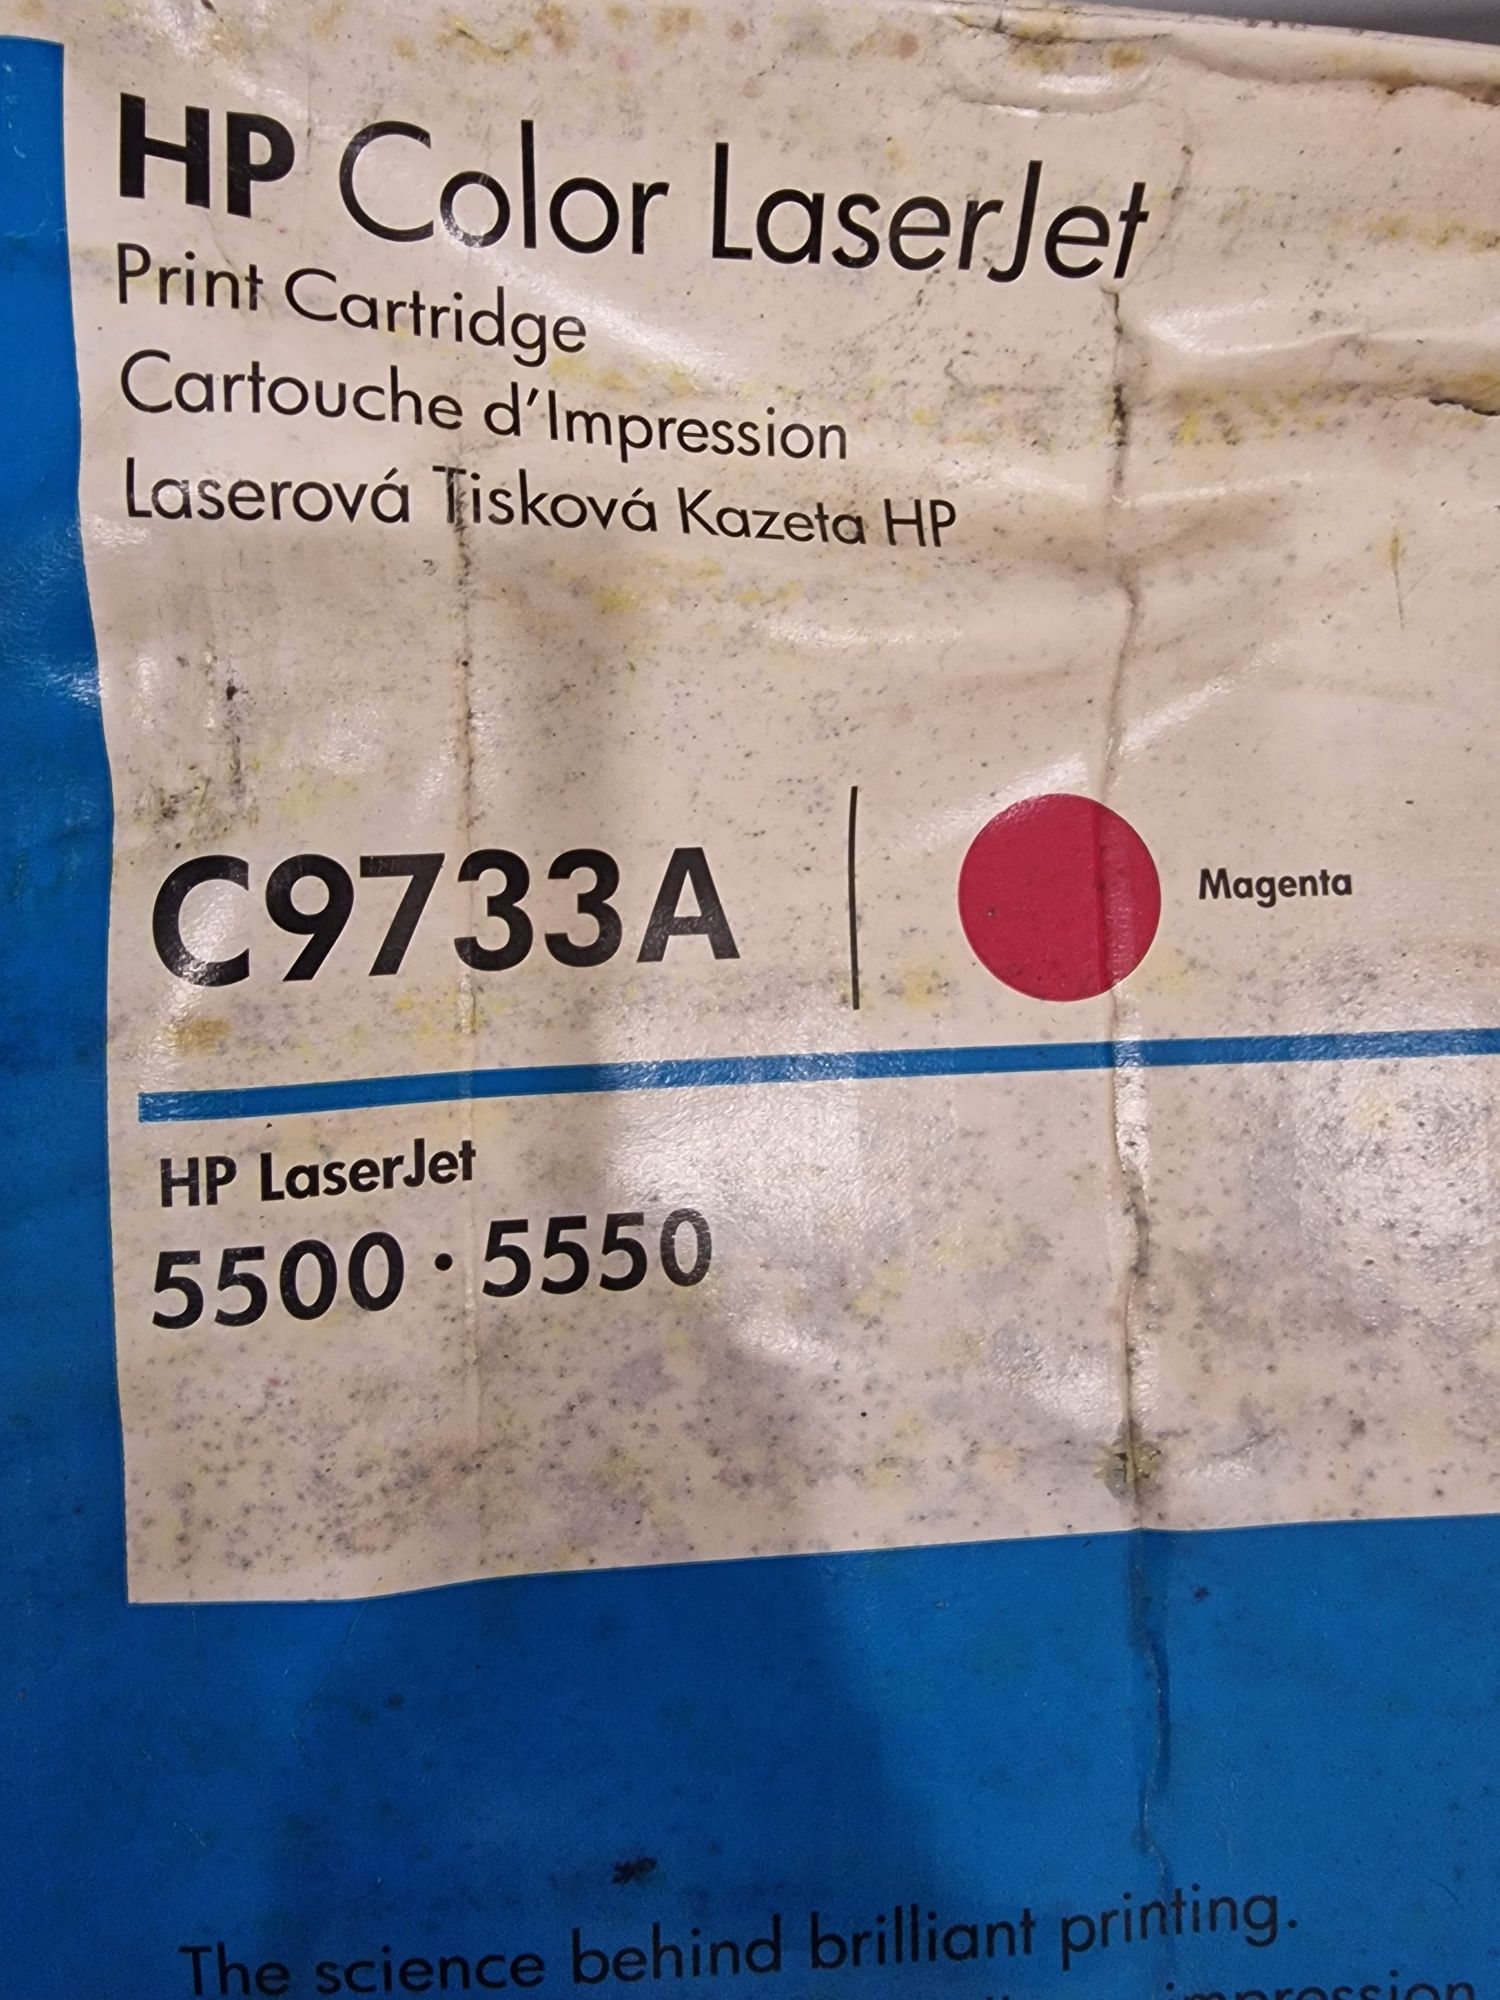 HP Color LaserJet
Print Cartridge
Cartouche d'Impression
Laserová Tisková Kazeta HP
C9733A
Magenta
HP LaserJet
5500 · 5550
The science behind brilliant printing.
impression